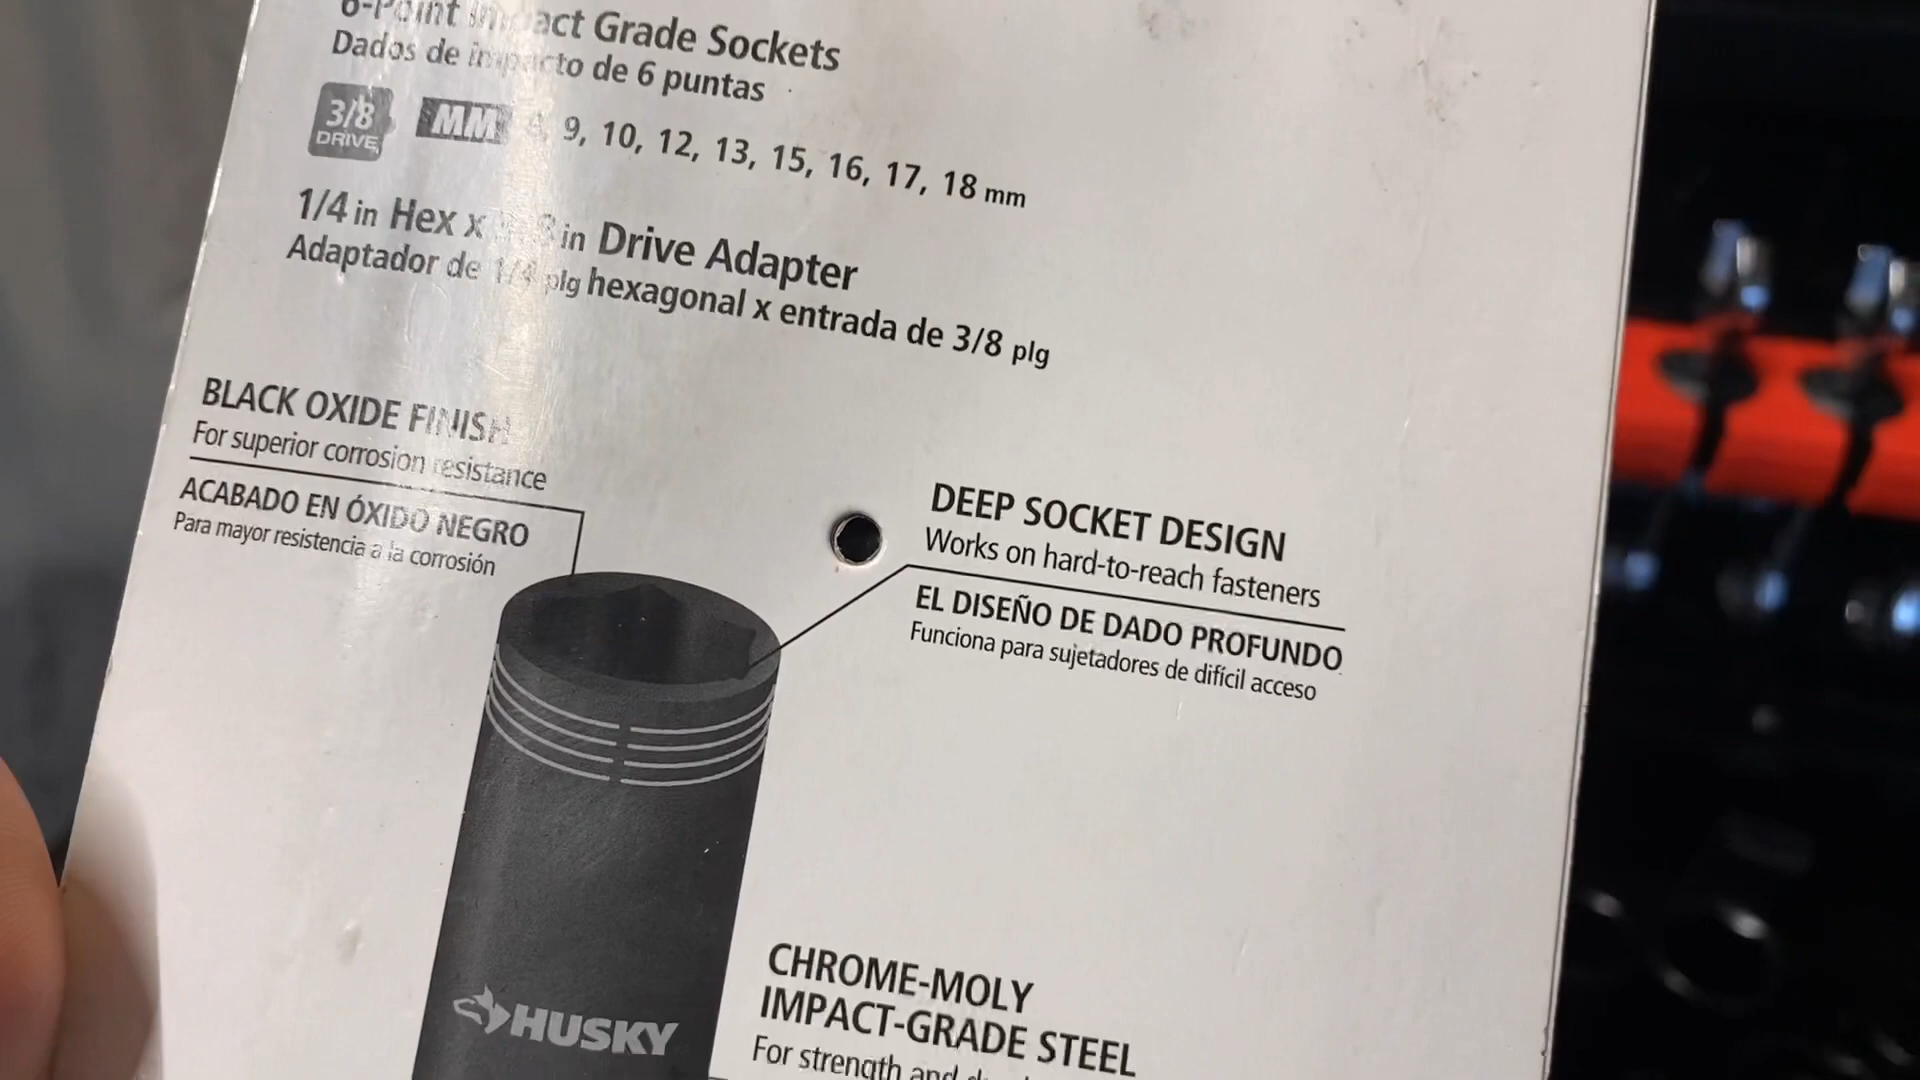 6-Point Impact Grade Sockets
Dados de impacto de 6 puntas
3/8 DRIVE
MM 9, 10, 12, 13, 15, 16, 17, 18 mm
1/4 in Hex x in Drive Adapter
Adaptador de 1/4 plg hexagonal x entrada de 3/8 plg
BLACK OXIDE FINISH
For superior corrosion resistance
ACABADO EN ÓXIDO NEGRO
Para mayor resistencia a la corrosión
DEEP SOCKET DESIGN
Works on hard-to-reach fasteners
EL DISEÑO DE DADO PROFUNDO
Funciona para sujetadores de difícil acceso
HUSKY
CHROME-MOLY
IMPACT-GRADE STEEL
For strength and